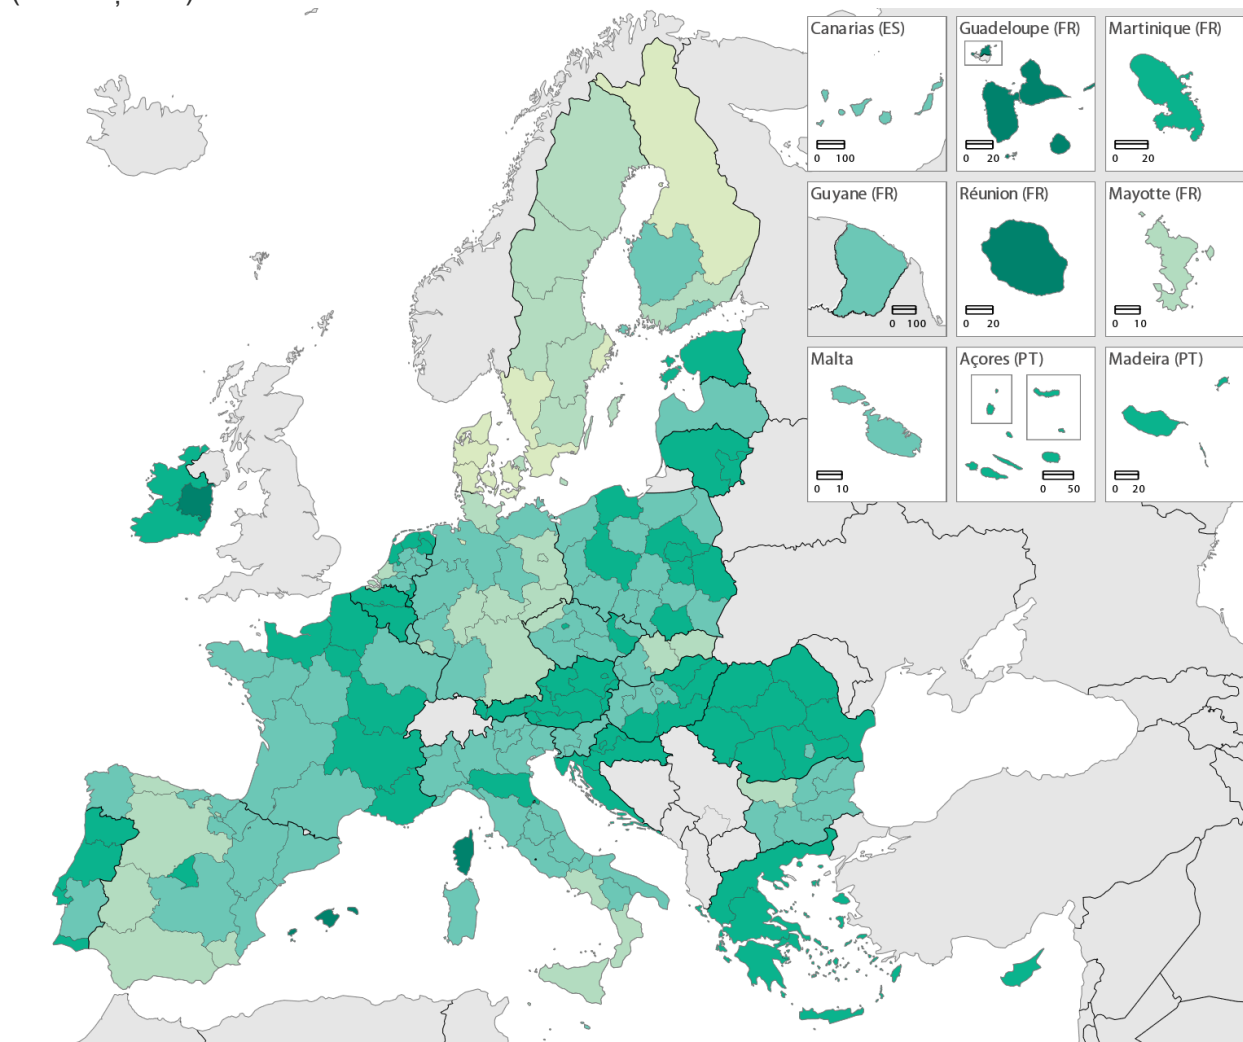 Canarias (ES)
0 100
Guadeloupe (FR)
0 20
Martinique (FR)
0 20
Guyane (FR)
0 100
Réunion (FR)
0 20
Mayotte (FR)
0 10
Malta
0 10
Açores (PT)
0 50
Madeira (PT)
0 20